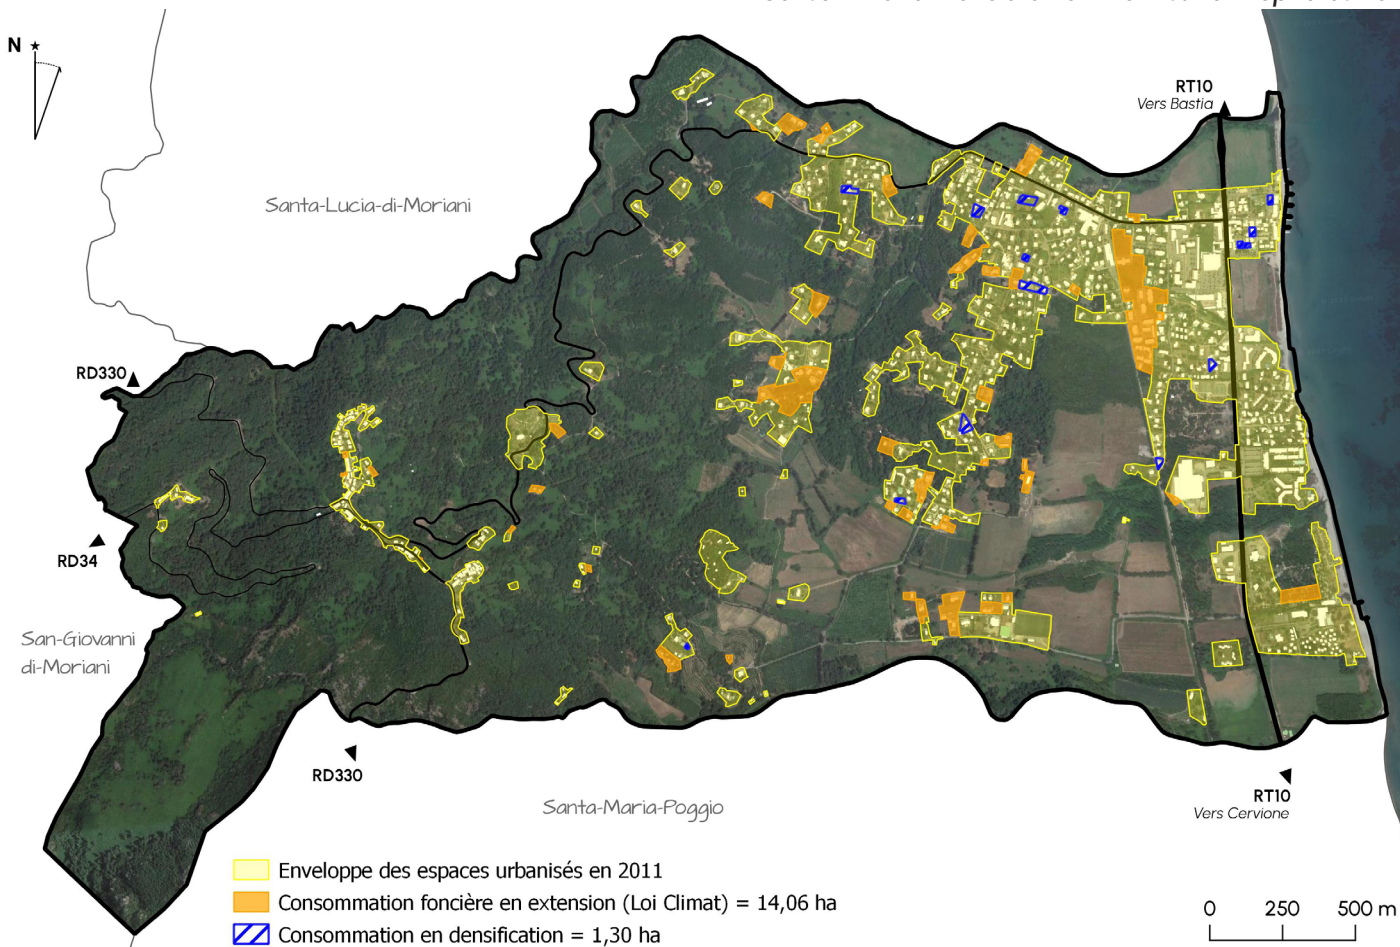 N
RT10
Vers Bastia
Santa-Lucia-di-Moriani
RD330
RD34
San-Giovanni
di-Moriani
RD330
Santa-Maria-Poggio
RT10
Vers Cervione
Enveloppe des espaces urbanisés en 2011
Consommation foncière en extension (Loi Climat) = 14,06 ha
Consommation en densification = 1,30 ha
0 250 500 m